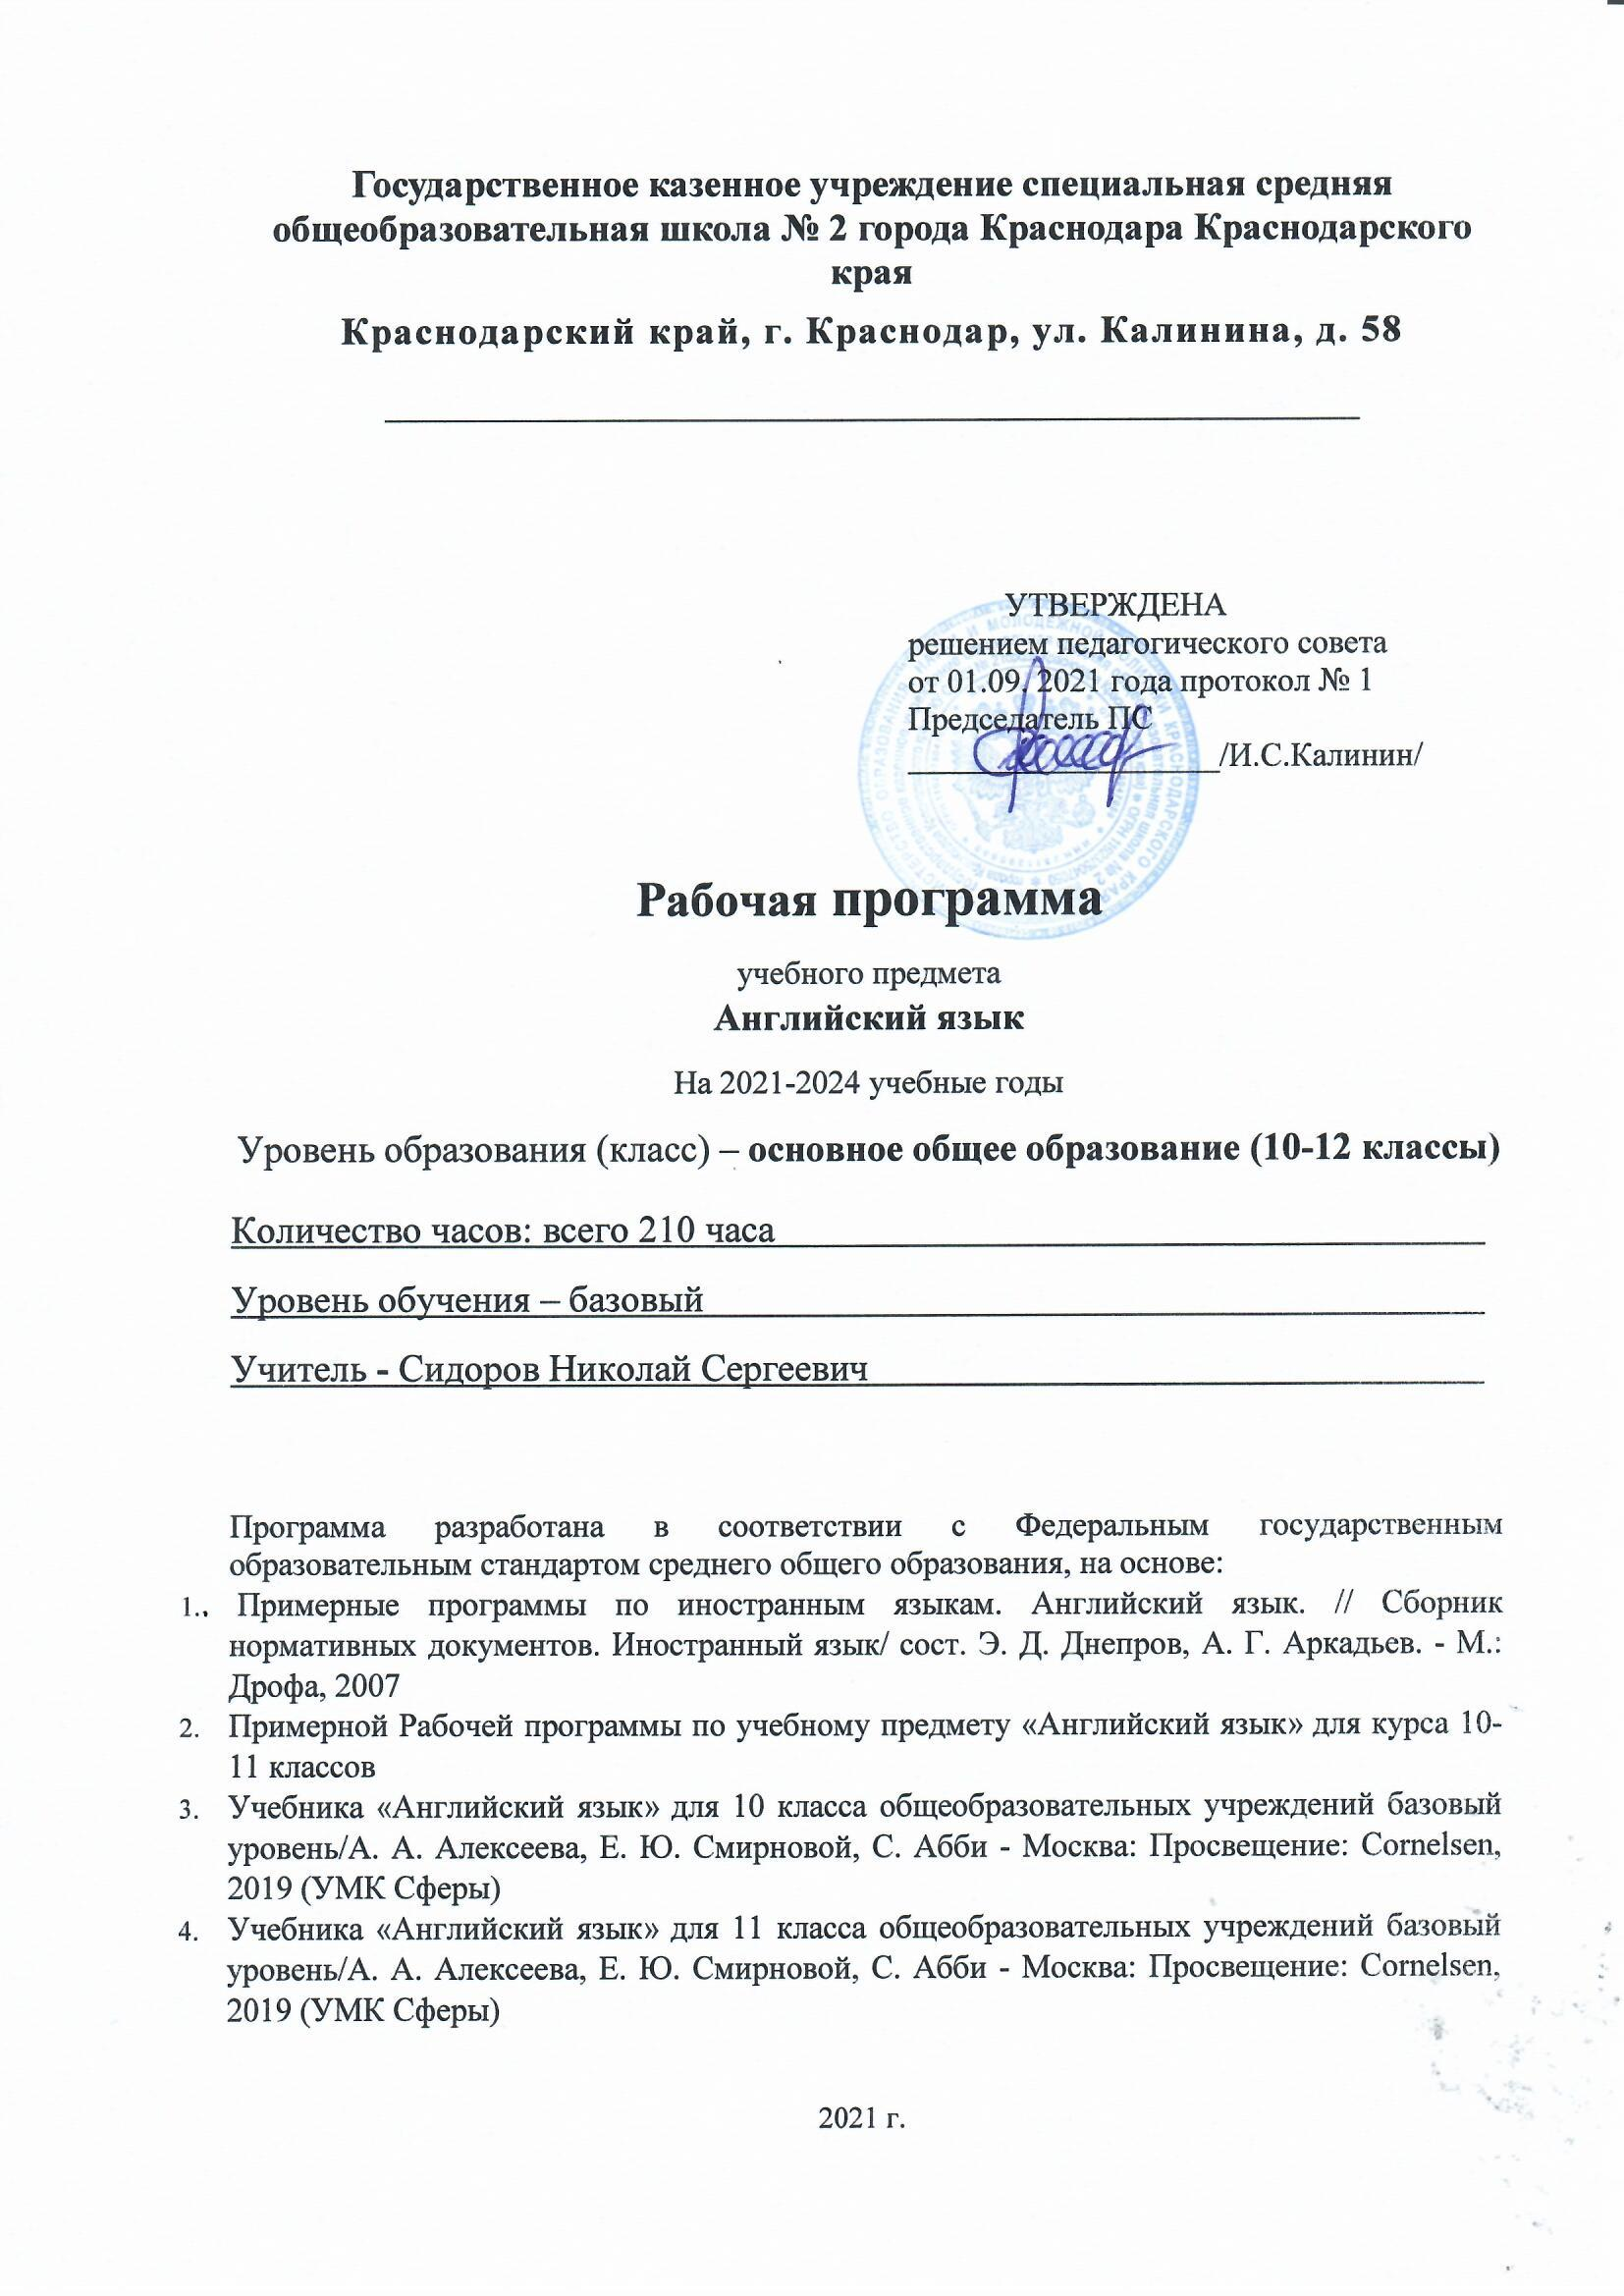 Государственное казенное учреждение специальная средняя
общеобразовательная школа № 2 города Краснодара Краснодарского
края
Краснодарский край, г. Краснодар, ул. Калинина, д. 58
УТВЕРЖДЕНА
решением педагогического совета
от 01.09. 2021 года протокол № 1
Председатель ПС
/И.С.Калинин/
Рабочая программа
учебного предмета
Английский язык
На 2021-2024 учебные годы
Уровень образования (класс) – основное общее образование (10-12 классы)
Количество часов: всего 210 часа
Уровень обучения – базовый
Учитель - Сидоров Николай Сергеевич
Программа разработана в соответствии с Федеральным государственным
образовательным стандартом среднего общего образования, на основе:
1.. Примерные программы по иностранным языкам. Английский язык. // Сборник
нормативных документов. Иностранный язык/ сост. Э. Д. Днепров, А. Г. Аркадьев. - М.:
Дрофа, 2007
2. Примерной Рабочей программы по учебному предмету «Английский язык» для курса 10-
11 классов
3. Учебника «Английский язык» для 10 класса общеобразовательных учреждений базовый
уровень/А. А. Алексеева, Е. Ю. Смирновой, С. Абби - Москва: Просвещение: Cornelsen,
2019 (УМК Сферы)
4. Учебника «Английский язык» для 11 класса общеобразовательных учреждений базовый
уровень/А. А. Алексеева, Е. Ю. Смирновой, С. Абби - Москва: Просвещение: Cornelsen,
2019 (УМК Сферы)
2021 г.